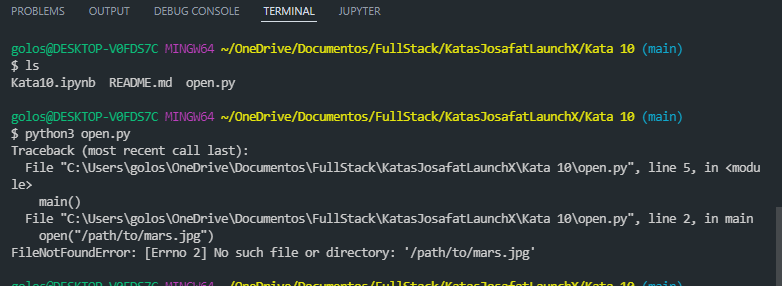 PROBLEMS OUTPUT DEBUG CONSOLE TERMINAL JUPYTER
golos@DESKTOP-V0FDS7C MINGW64 ~/OneDrive/Documentos/FullStack/KatasJosafatLaunchX/Kata 10 (main)
$ ls
Kata10.ipynb README.md open.py
golos@DESKTOP-V0FDS7C MINGW64 ~/OneDrive/Documentos/FullStack/KatasJosafatLaunchX/Kata 10 (main)
$ python3 open.py
Traceback (most recent call last):
File "C:\Users\golos\OneDrive\Documentos\FullStack\KatasJosafatLaunchX\Kata 10\open.py", line 5, in <modu
le>
main()
File "C:\Users\golos\OneDrive\Documentos\FullStack\KatasJosafatLaunchX\Kata 10\open.py", line 2, in main
open("/path/to/mars.jpg")
FileNotFoundError: [Errno 2] No such file or directory: '/path/to/mars.jpg'
golos@DESKTOP-V0FDS7C MINGW64 ~/OneDrive/Documentos/FullStack/KatasJosafatLaunchX/Kata 10 (main)